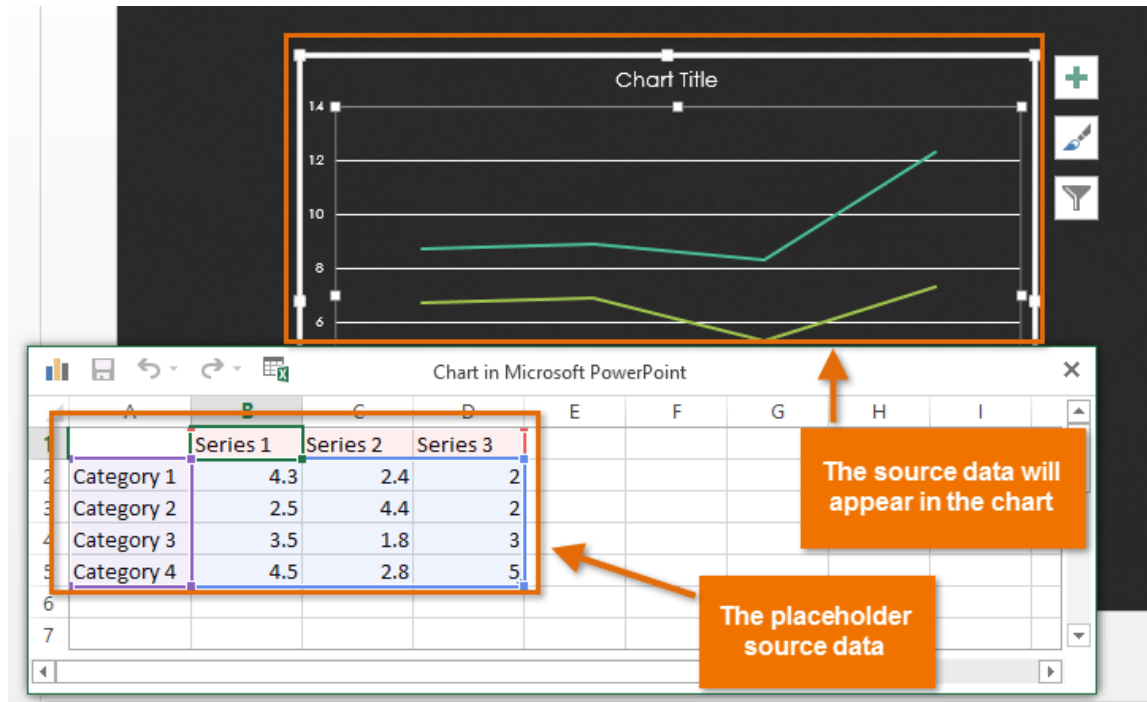 Chart Title
14
12
10
8
6
Chart in Microsoft PowerPoint
A B C D E F G H I
1 Series 1 Series 2 Series 3
2 Category 1 4.3 2.4 2
3 Category 2 2.5 4.4 2
4 Category 3 3.5 1.8 3
5 Category 4 4.5 2.8 5
6
7
The source data will
appear in the chart
The placeholder
source data